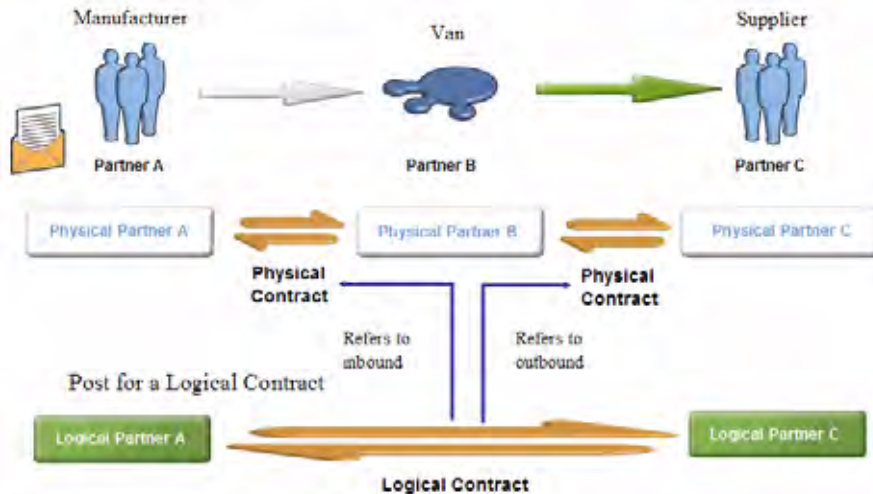 Manufacturer
Van
Supplier
Partner A
Partner B
Partner C
Physical Partner A
Physical Partner B
Physical Partner C
Physical
Contract
Physical
Contract
Refers to
inbound
Refers to
outbound
Post for a Logical Contract
Logical Partner A
Logical Partner C
Logical Contract